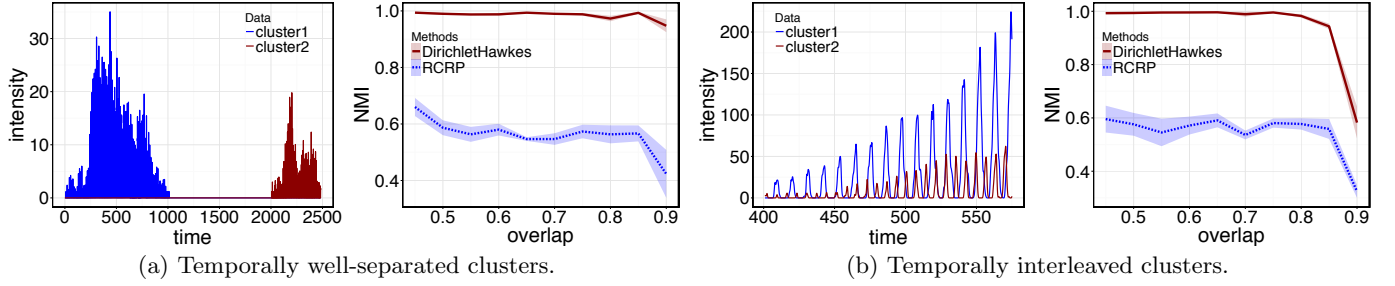 Data
cluster1
cluster2
intensity
30
20
10
0
0 500 1000 1500 2000 2500
time
Methods
DirichletHawkes
RCRP
NMI
1.0
0.8
0.6
0.4
0.5 0.6 0.7 0.8 0.9
overlap
(a) Temporally well-separated clusters.
Data
cluster1
cluster2
intensity
200
150
100
50
0
400 450 500 550
time
Methods
DirichletHawkes
RCRP
NMI
1.0
0.8
0.6
0.4
0.5 0.6 0.7 0.8 0.9
overlap
(b) Temporally interleaved clusters.